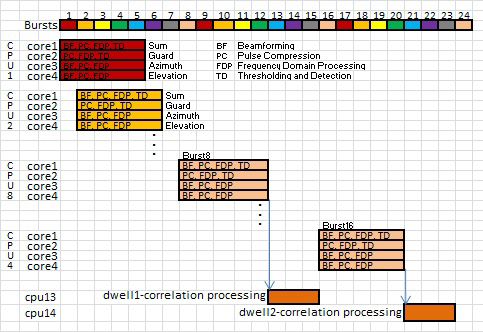 1 2 3 4 5 6 7 8 9 10 11 12 13 14 15 16 17 18 19 20 21 22 23 24
Bursts
C core1 BF, PC, FDP, TD Sum BF Beamforming
P core2 BF, PC, FDP Guard PC Pulse Compression
U core3 BF, PC, FDP Azimuth FDP Frequency Domain Processing
1 core4 BF, PC, FDP Elevation TD Thresholding and Detection
C core1 BF, PC, FDP, TD Sum
P core2 BF, PC, FDP, TD Guard
U core3 BF, PC, FDP Azimuth
2 core4 BF, PC, FDP Elevation
Burst8
C core1 BF, PC, FDP, TD
P core2 BF, PC, FDP, TD
U core3 BF, PC, FDP
8 core4 BF, PC, FDP
Burst16
C core1 BF, PC, FDP, TD
P core2 BF, PC, FDP, TD
U core3 BF, PC, FDP
4 core4 BF, PC, FDP
cpu13 dwell1-correlation processing
cpu14 dwell2-correlation processing